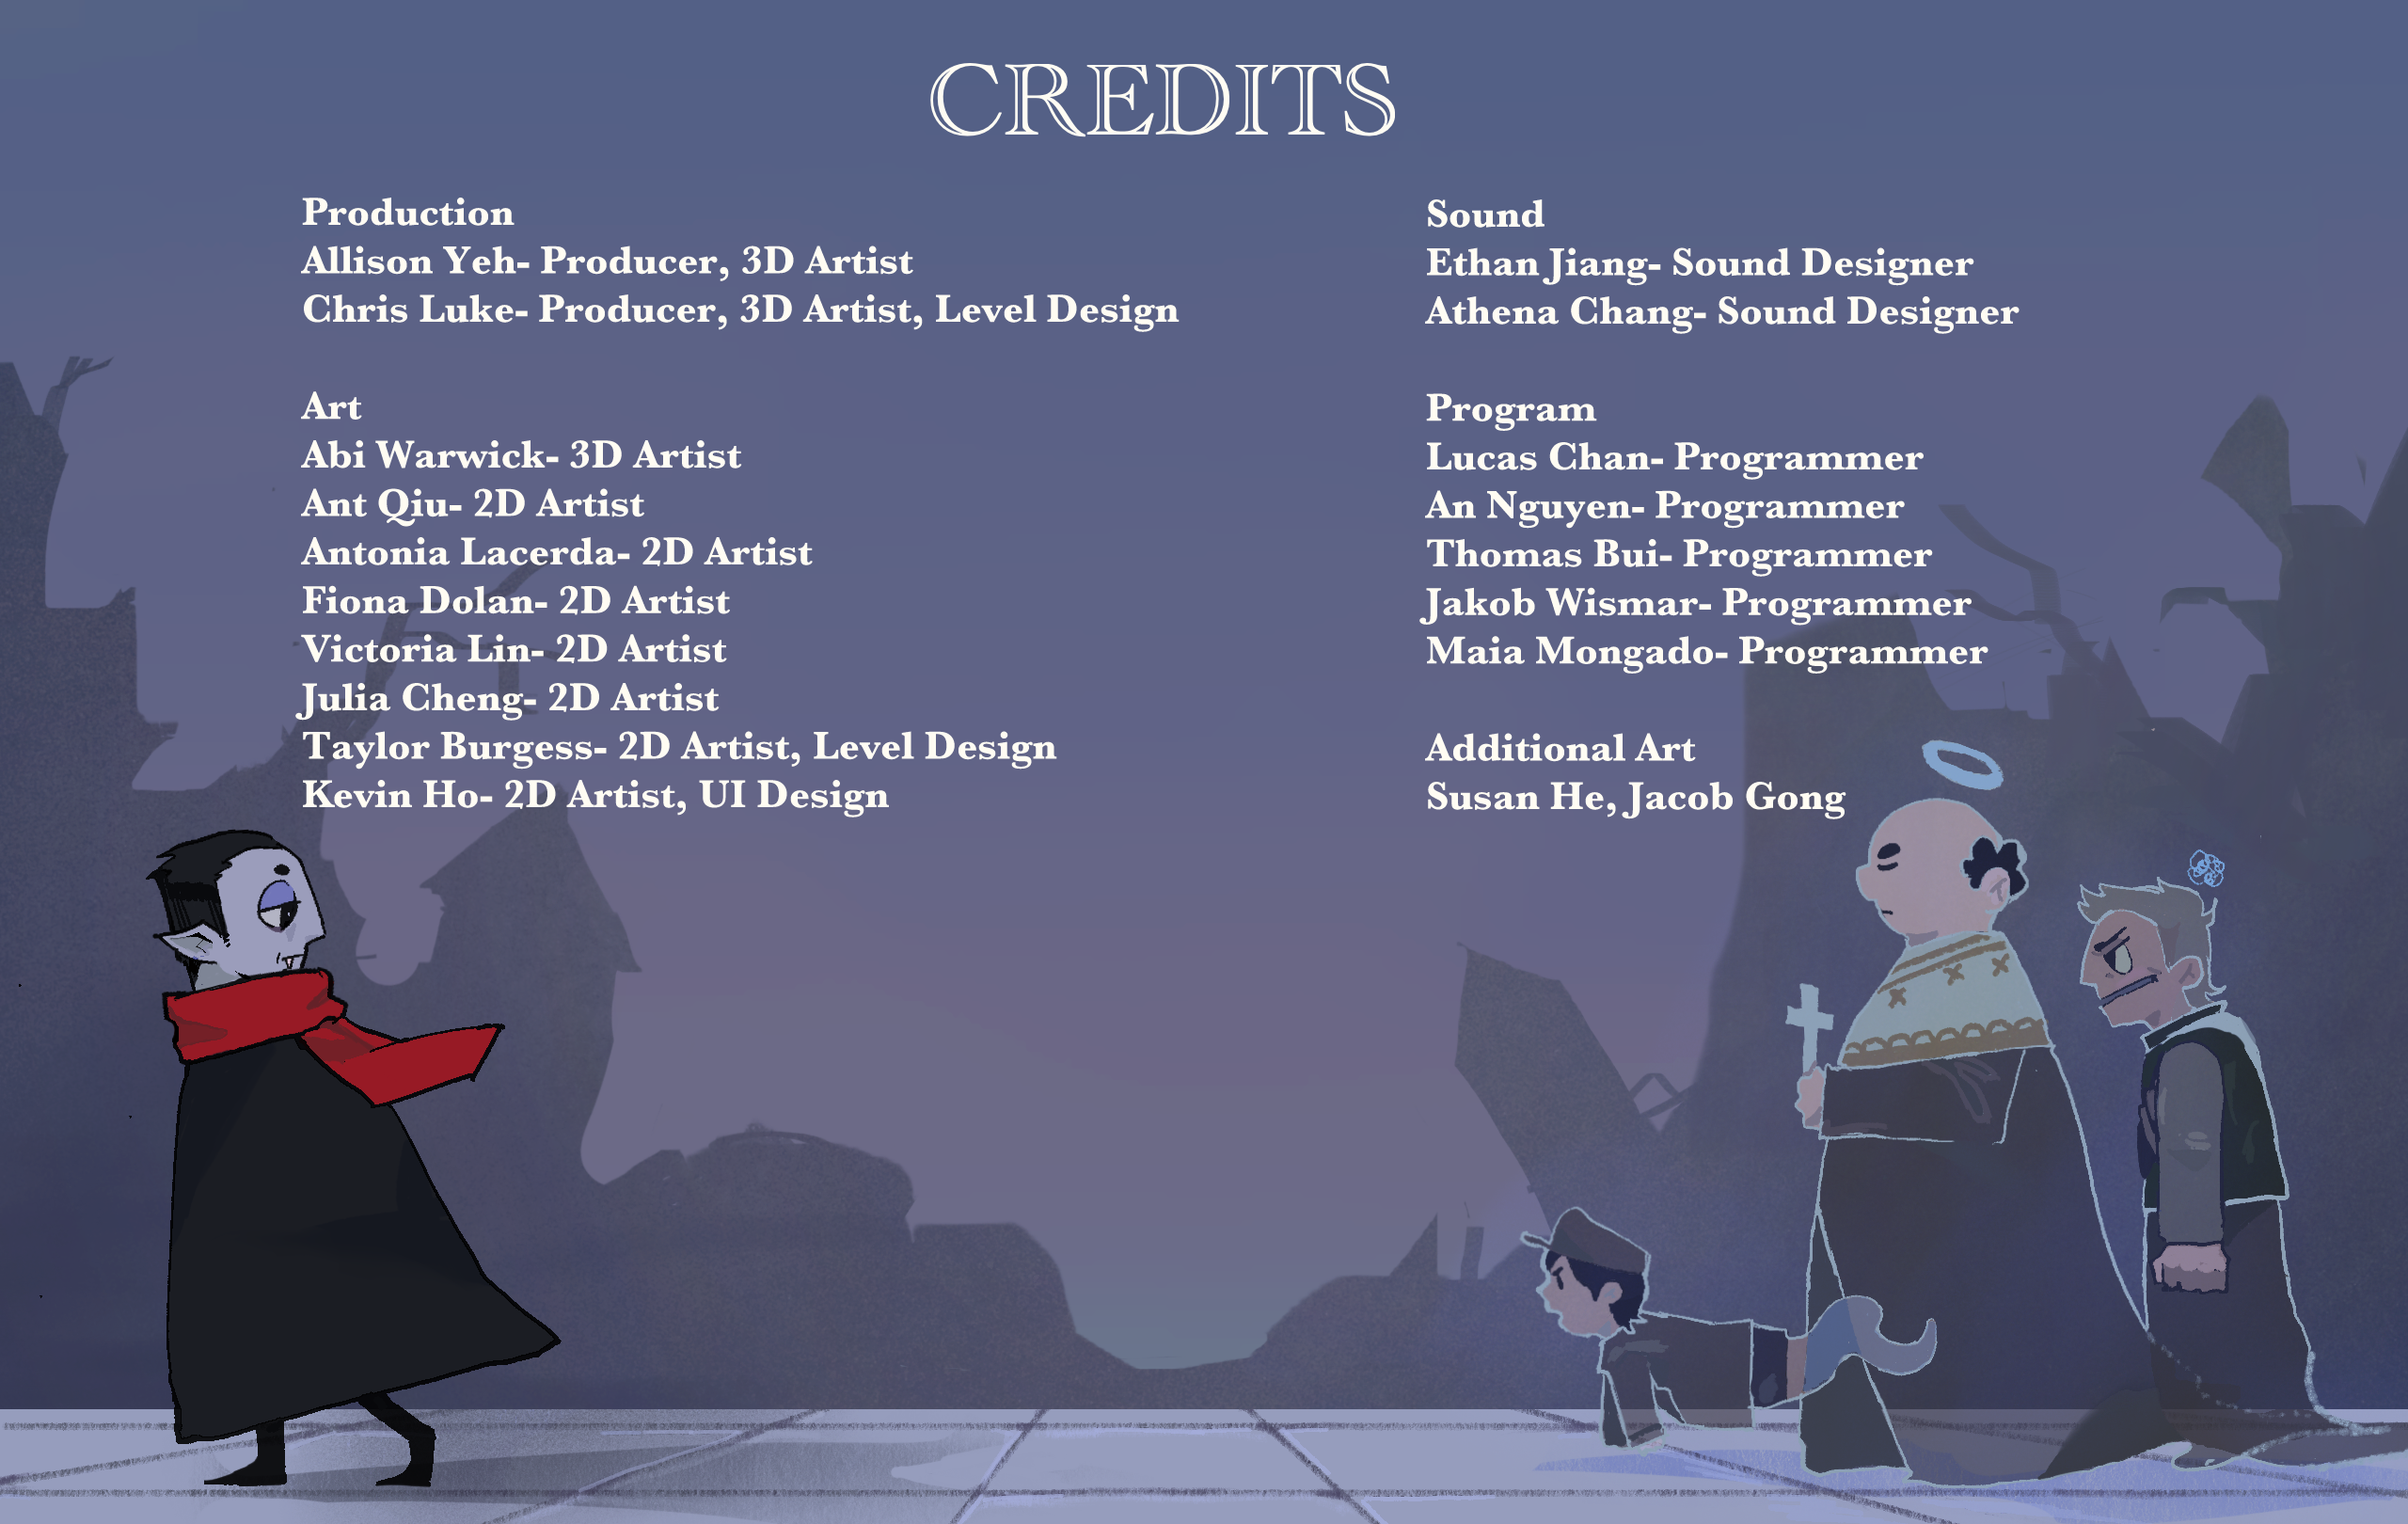 CREDITS
Production
Allison Yeh- Producer, 3D Artist
Chris Luke- Producer, 3D Artist, Level Design
Art
Abi Warwick- 3D Artist
Ant Qiu- 2D Artist
Antonia Lacerda- 2D Artist
Fiona Dolan- 2D Artist
Victoria Lin- 2D Artist
Julia Cheng- 2D Artist
Taylor Burgess- 2D Artist, Level Design
Kevin Ho- 2D Artist, UI Design
Sound
Ethan Jiang- Sound Designer
Athena Chang- Sound Designer
Program
Lucas Chan- Programmer
An Nguyen- Programmer
Thomas Bui- Programmer
Jakob Wismar- Programmer
Maia Mongado- Programmer
Additional Art
Susan He, Jacob Gong